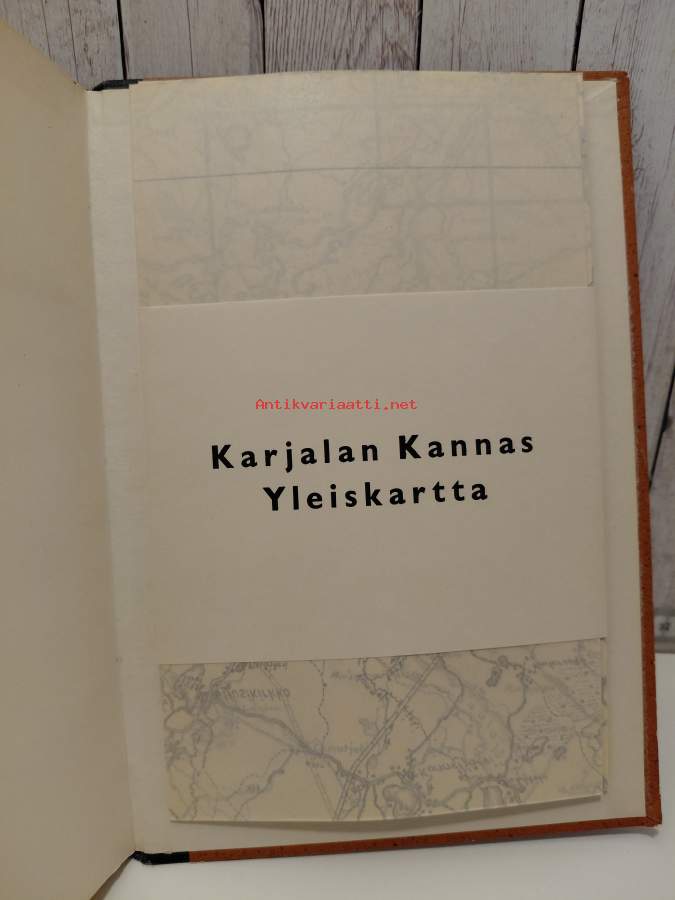 Antikvariaatti.net
Karjalan Kannas
Yleiskartta